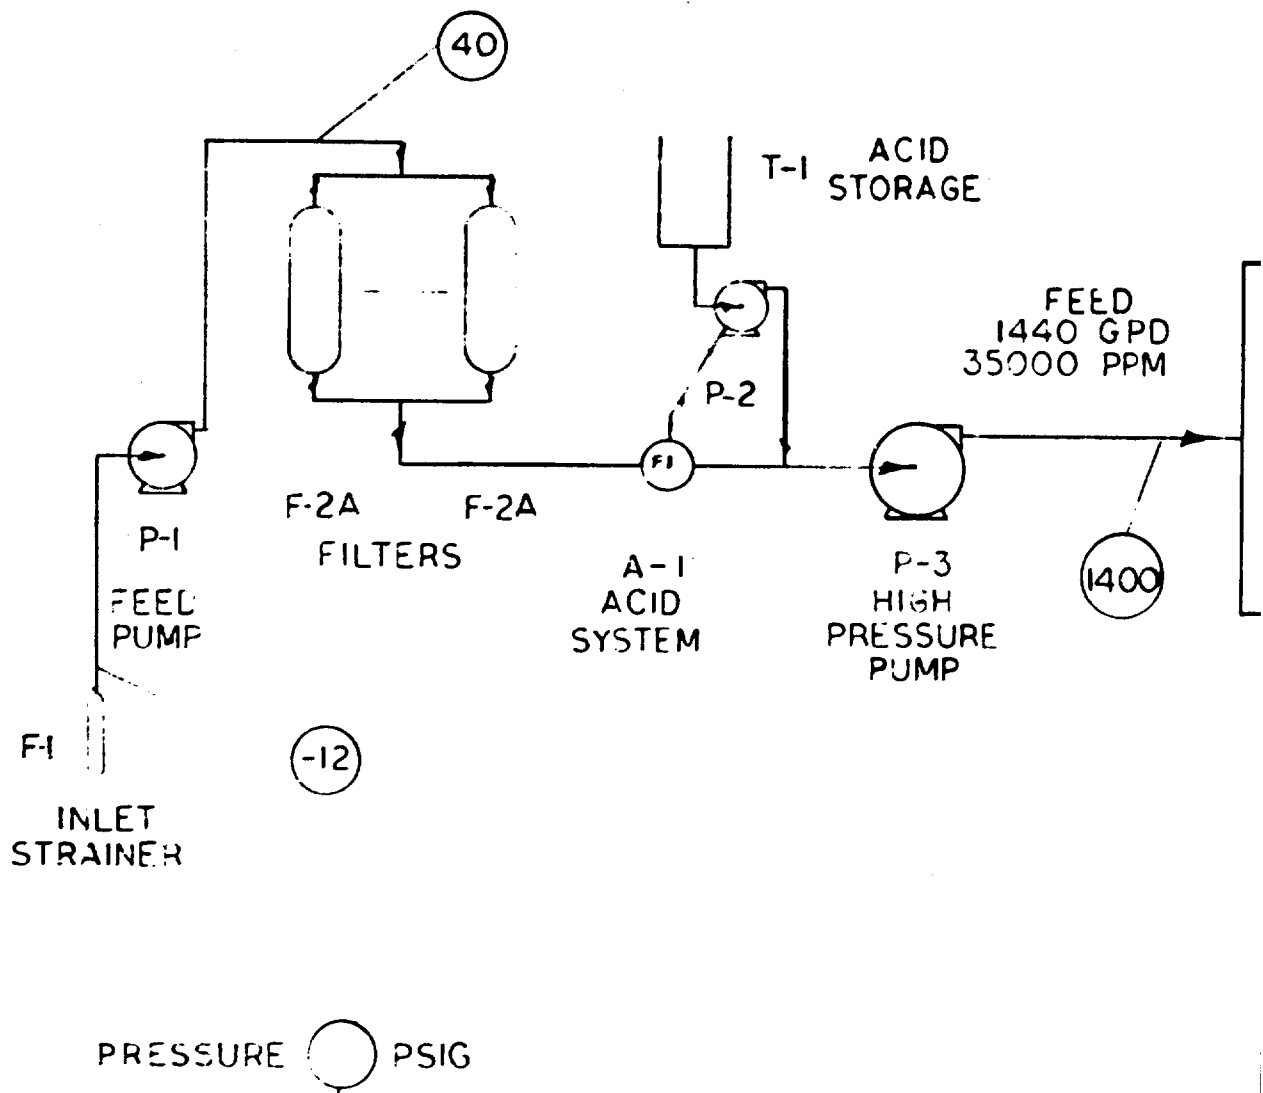 40
T-1
ACID
STORAGE
FEED
1440 GPD
35000 PPM
P-2
FI
F-2A
F-2A
FILTERS
P-1
FEED
PUMP
A-1
ACID
SYSTEM
P-3
HIGH
PRESSURE
PUMP
1400
F-1
-12
INLET
STRAINER
PRESSURE
PSIG